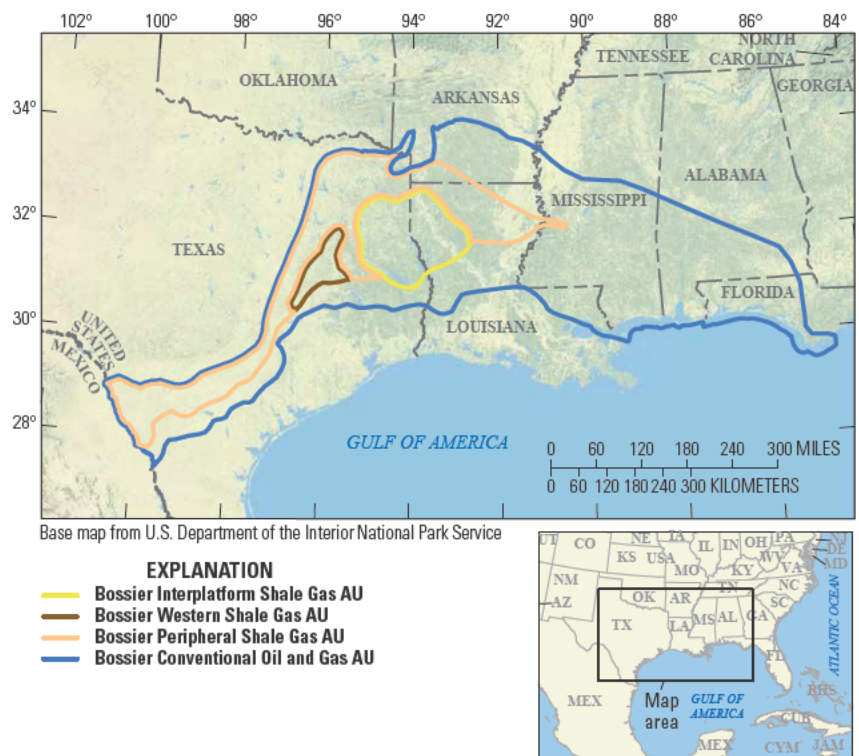 102° 100° 98° 96° 94° 92° 90° 88° 86° 84°
NORTH
CAROLINA
TENNESSEE
OKLAHOMA
ARKANSAS
GEORGIA
34°
MISSISSIPPI
ALABAMA
32°
TEXAS
FLORIDA
30°
LOUISIANA
UNITED
STATES
MEXICO
28°
GULF OF AMERICA
0 60 120 180 240 300 MILES
0 60 120 180 240 300 KILOMETERS
Base map from U.S. Department of the Interior National Park Service
EXPLANATION
Bossier Interplatform Shale Gas AU
Bossier Western Shale Gas AU
Bossier Peripheral Shale Gas AU
Bossier Conventional Oil and Gas AU
UT CO NE IA IL IN OH PA NJ
KS USA MO KY WV VA DE
MD
NM OK AR TN NC
AZ SC
TX LA MS AL GA
FL
ATLANTIC OCEAN
MEX
Map
area
GULF OF
AMERICA
BHS
CUB
MEX CYM JAM